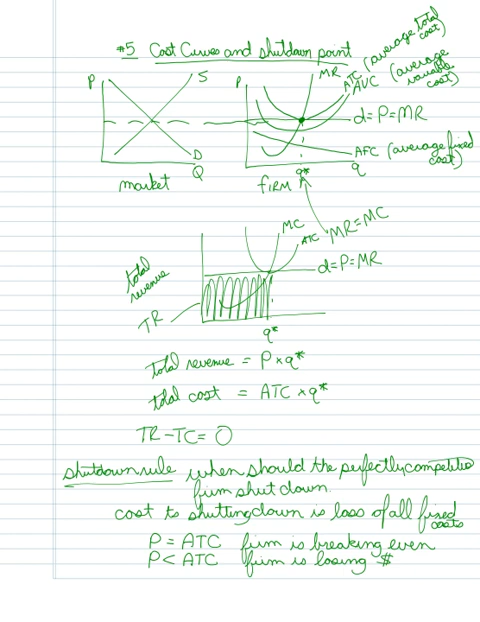 #5 Cost Curves and shutdown point
P
S
D
Q
market
P
MR
ATC (average total cost)
AVC (average variable cost)
d=P=MR
AFC (average fixed cost)
q*
q
FIRM
MR=MC
total revenue
TR
MC
ATC
d=P=MR
q*
total revenue = P x q*
total cost = ATC x q*
TR - TC = 0
shutdown rule when should the perfectly competitive
firm shut down.
cost to shutting down is loss of all fixed costs
P = ATC firm is breaking even
P < ATC firm is losing $